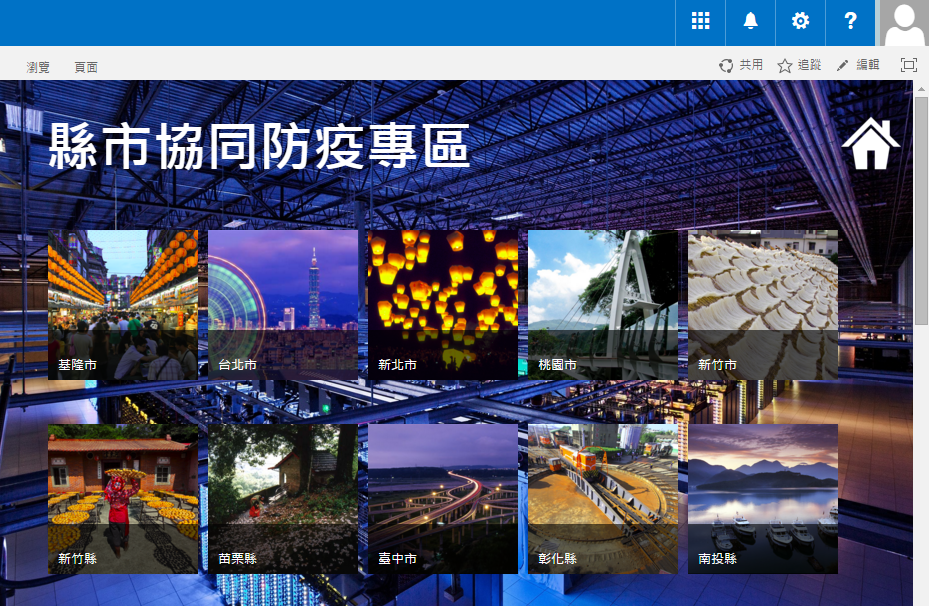 ?
瀏覽 頁面
共用 追蹤 編輯
縣市協同防疫專區
基隆市 台北市 新北市 桃園市 新竹市
新竹縣 苗栗縣 臺中市 彰化縣 南投縣